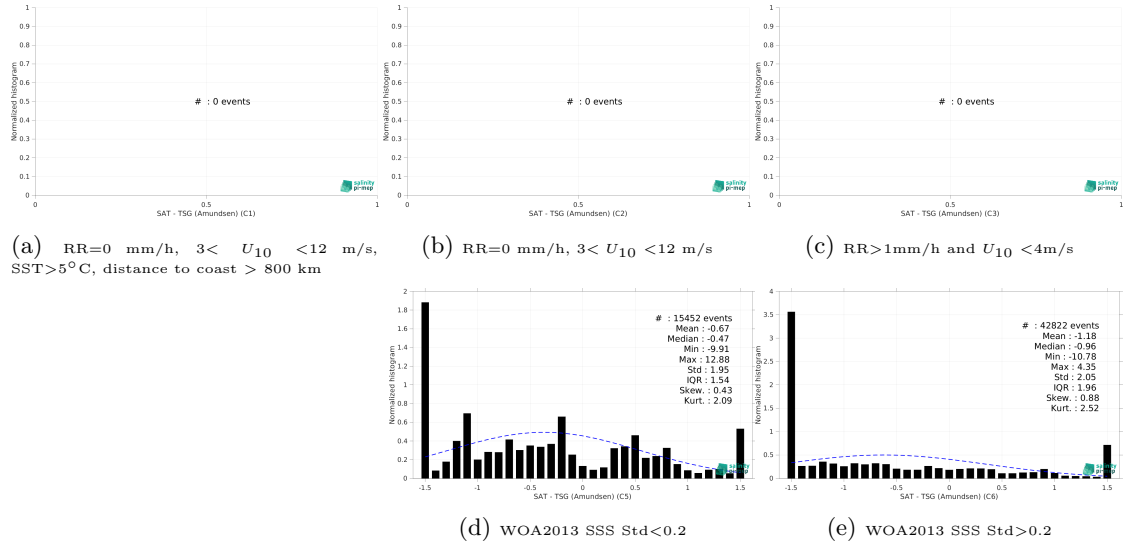 1
0.9
0.8
0.7
0.6
0.5
0.4
0.3
0.2
0.1
0
Normalized histogram
# : 0 events
salinity
pi-mep
0 0.5 1
SAT - TSG (Amundsen) (C1)
(a) RR=0 mm/h, 3< U10 <12 m/s,
SST>5°C, distance to coast > 800 km
1
0.9
0.8
0.7
0.6
0.5
0.4
0.3
0.2
0.1
0
Normalized histogram
# : 0 events
salinity
pi-mep
0 0.5 1
SAT - TSG (Amundsen) (C2)
(b) RR=0 mm/h, 3< U10 <12 m/s
1
0.9
0.8
0.7
0.6
0.5
0.4
0.3
0.2
0.1
0
Normalized histogram
# : 0 events
salinity
pi-mep
0 0.5 1
SAT - TSG (Amundsen) (C3)
(c) RR>1mm/h and U10 <4m/s
2
1.8
1.6
1.4
1.2
1
0.8
0.6
0.4
0.2
0
Normalized histogram
# : 15452 events
Mean : -0.67
Median : -0.47
Min : -9.91
Max : 12.88
Std : 1.95
IQR : 1.54
Skew. : 0.43
Kurt. : 2.09
salinity
pi-mep
-1.5 -1 -0.5 0 0.5 1 1.5
SAT - TSG (Amundsen) (C5)
(d) WOA2013 SSS Std<0.2
4
3.5
3
2.5
2
1.5
1
0.5
0
Normalized histogram
# : 42822 events
Mean : -1.18
Median : -0.96
Min : -10.78
Max : 4.35
Std : 2.05
IQR : 1.96
Skew. : 0.88
Kurt. : 2.52
salinity
pi-mep
-1.5 -1 -0.5 0 0.5 1 1.5
SAT - TSG (Amundsen) (C6)
(e) WOA2013 SSS Std>0.2